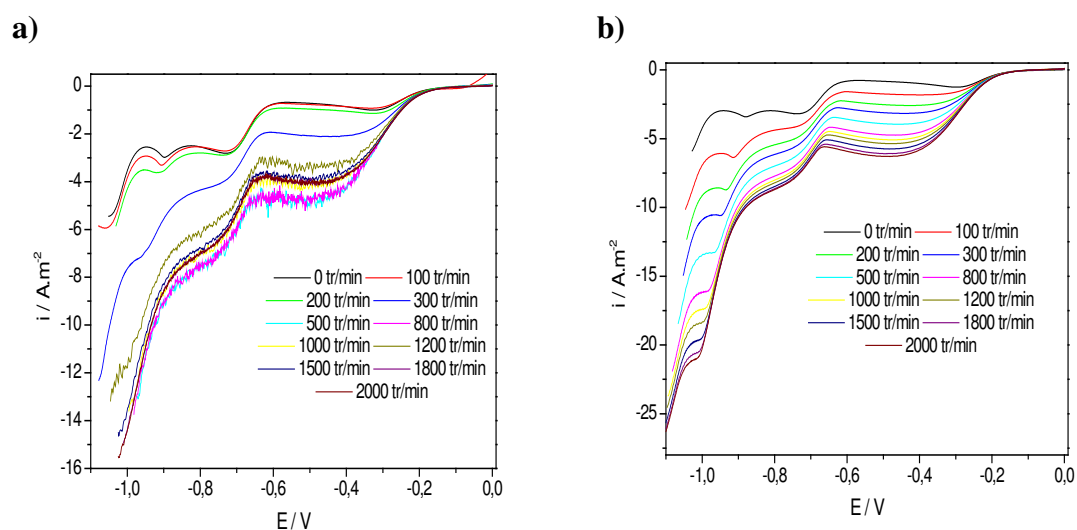 a)
0
-2
-4
-6
-8
-10
-12
-14
-16
i / A.m-2
0 tr/min 100 tr/min
200 tr/min 300 tr/min
500 tr/min 800 tr/min
1000 tr/min 1200 tr/min
1500 tr/min 1800 tr/min
2000 tr/min
-1,0 -0,8 -0,6 -0,4 -0,2 0,0
E / V
b)
0
-5
-10
-15
-20
-25
i / A.m-2
0 tr/min 100 tr/min
200 tr/min 300 tr/min
500 tr/min 800 tr/min
1000 tr/min 1200 tr/min
1500 tr/min 1800 tr/min
2000 tr/min
-1,0 -0,8 -0,6 -0,4 -0,2 0,0
E / V